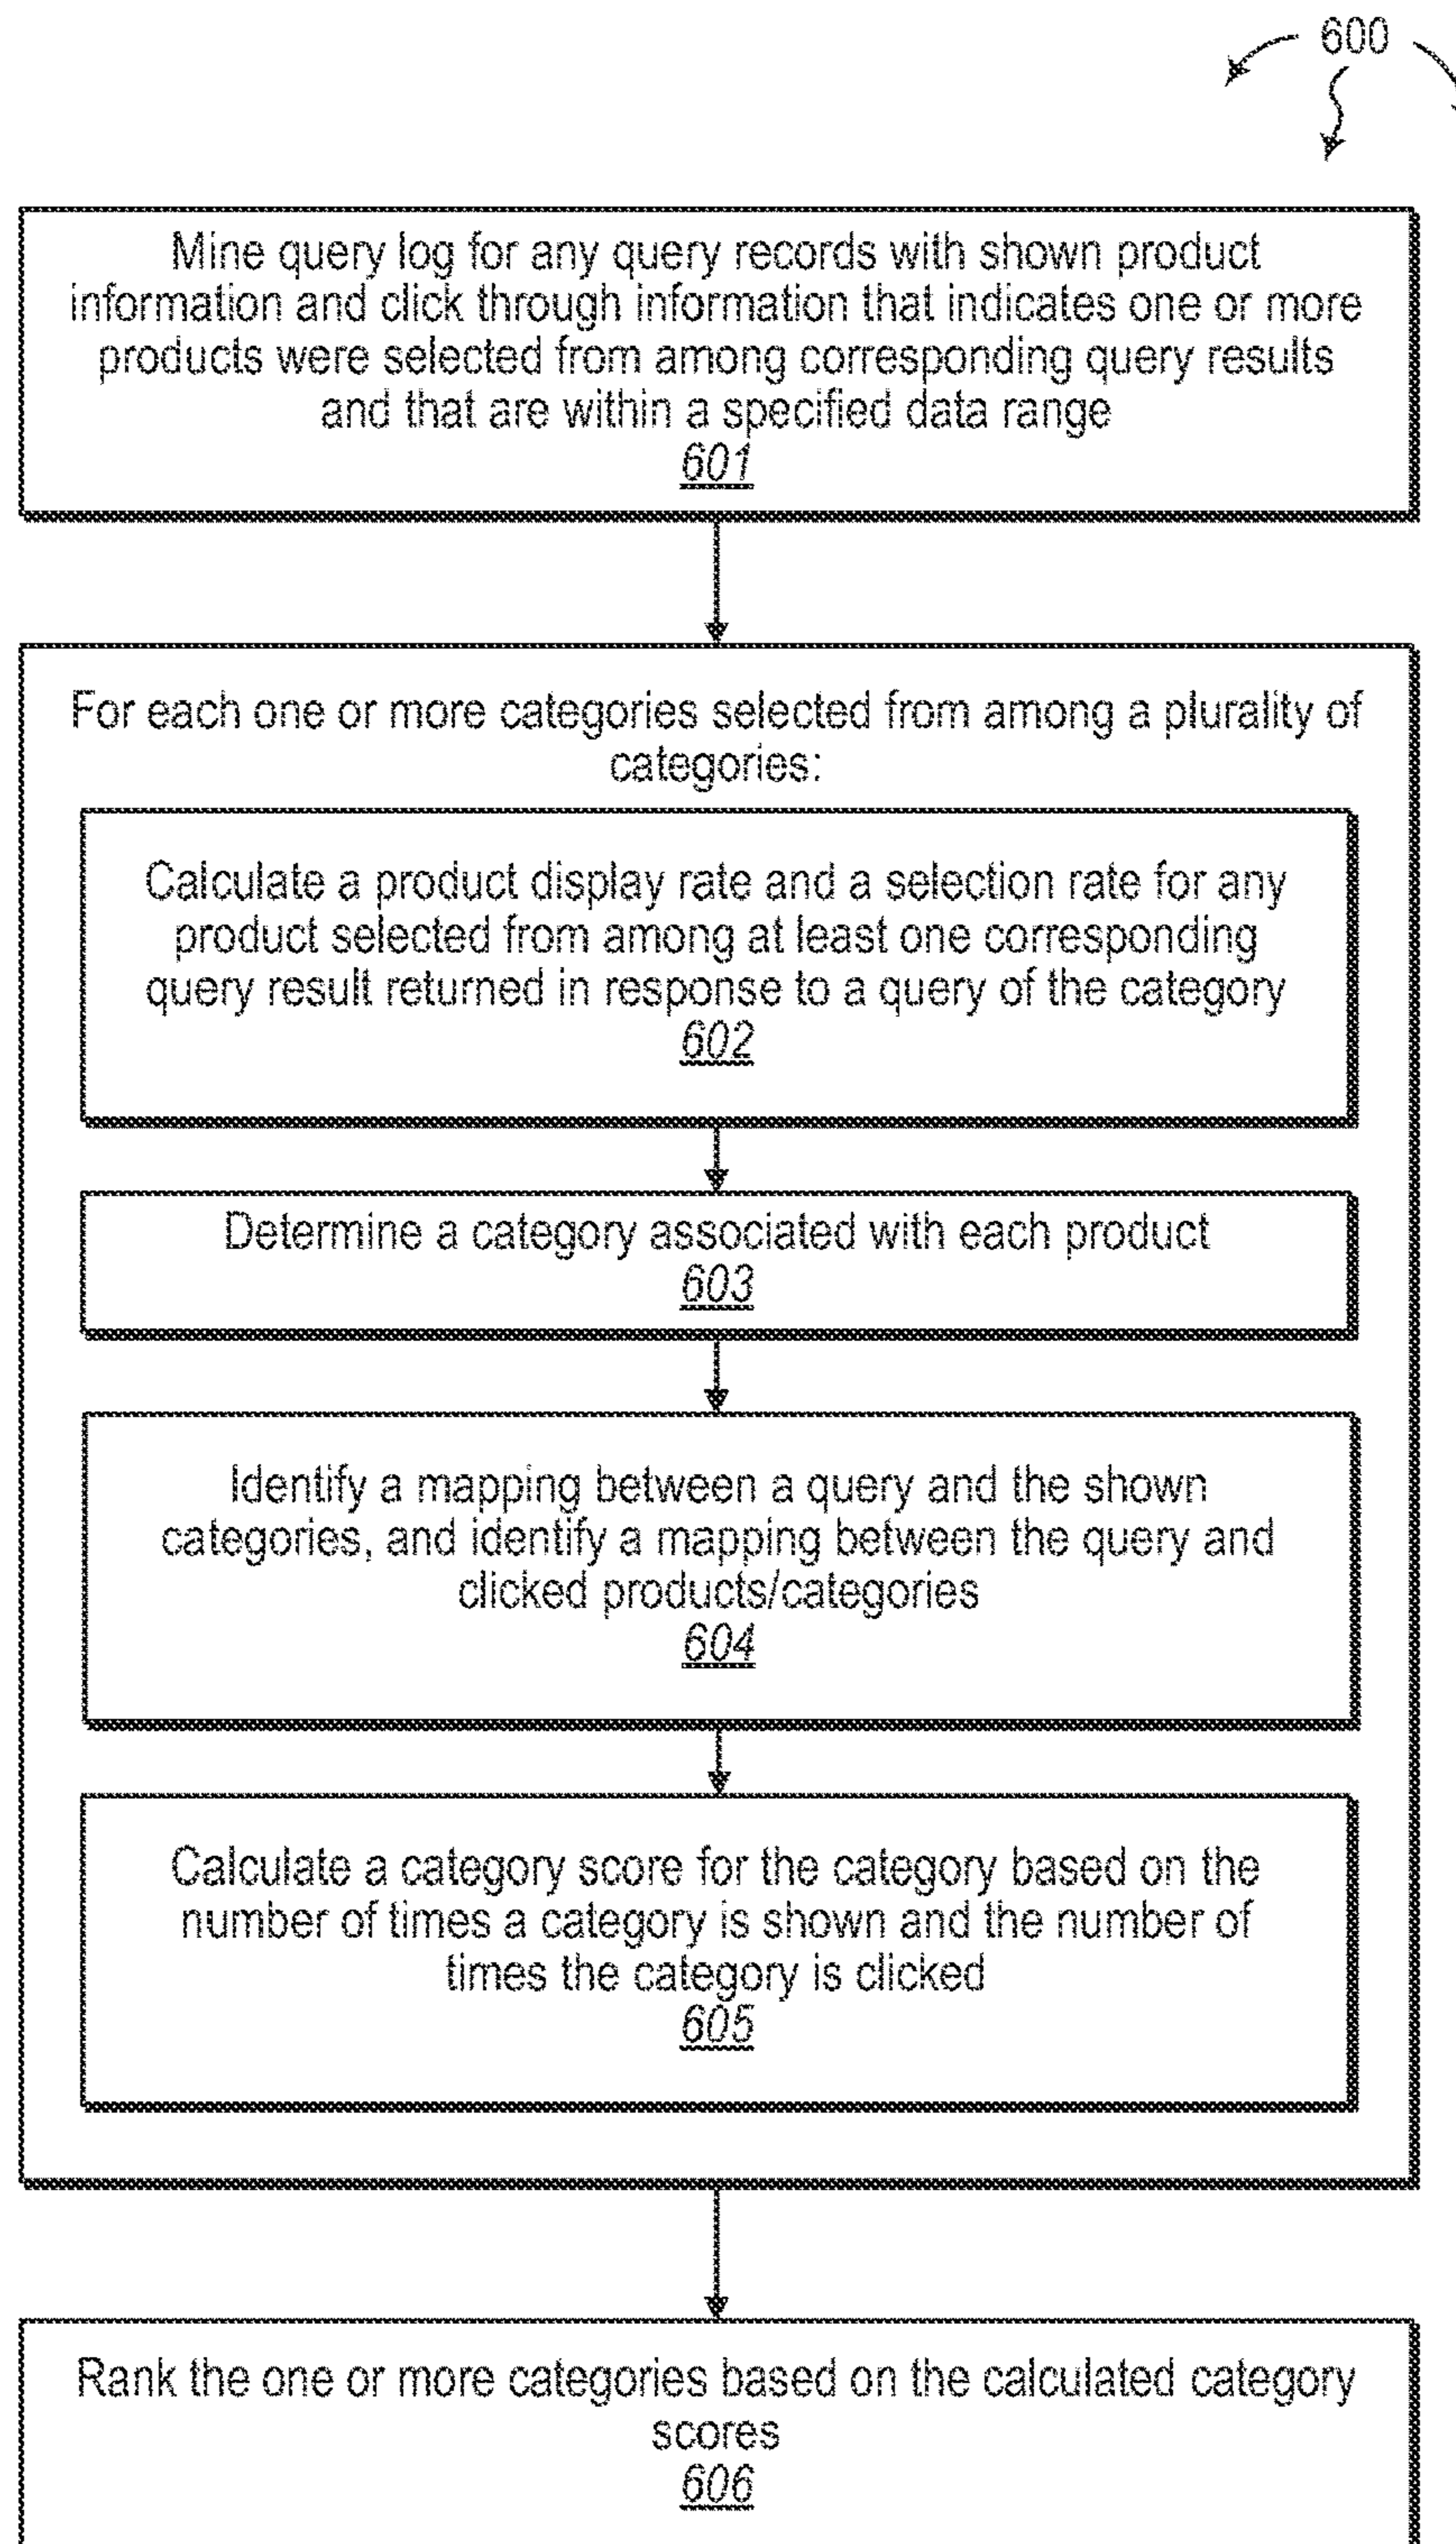 600
Mine query log for any query records with shown product
information and click through information that indicates one or more
products were selected from among corresponding query results
and that are within a specified data range
601
For each one or more categories selected from among a plurality of
categories:
Calculate a product display rate and a selection rate for any
product selected from among at least one corresponding
query result returned in response to a query of the category
602
Determine a category associated with each product
603
Identify a mapping between a query and the shown
categories, and identify a mapping between the query and
clicked products/categories
604
Calculate a category score for the category based on the
number of times a category is shown and the number of
times the category is clicked
605
Rank the one or more categories based on the calculated category
scores
606